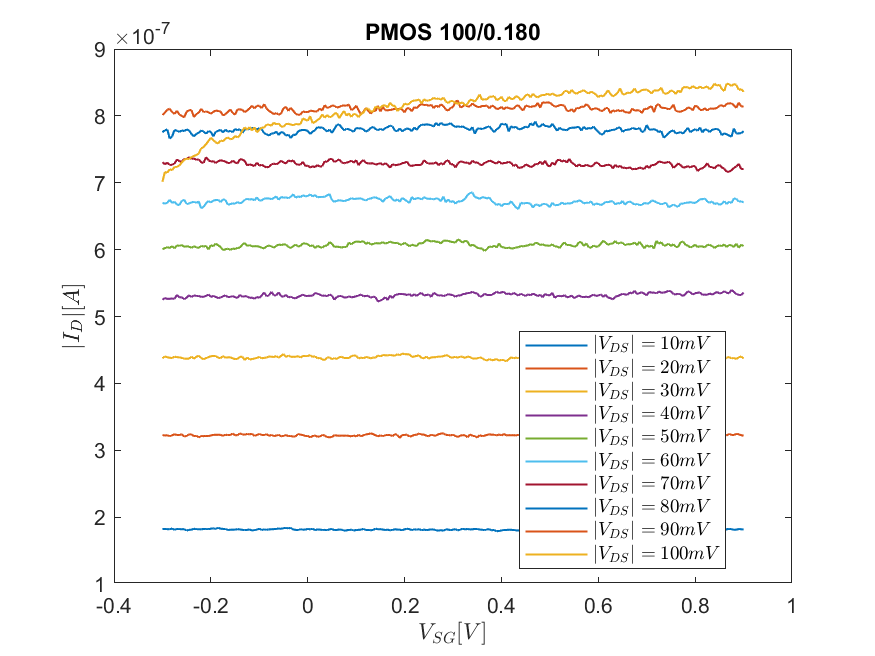 PMOS 100/0.180
×10⁻⁷
9
8
7
6
5
4
3
2
1
|I_D|[A]
|V_DS| = 10mV
|V_DS| = 20mV
|V_DS| = 30mV
|V_DS| = 40mV
|V_DS| = 50mV
|V_DS| = 60mV
|V_DS| = 70mV
|V_DS| = 80mV
|V_DS| = 90mV
|V_DS| = 100mV
-0.4 -0.2 0 0.2 0.4 0.6 0.8 1
V_SG[V]